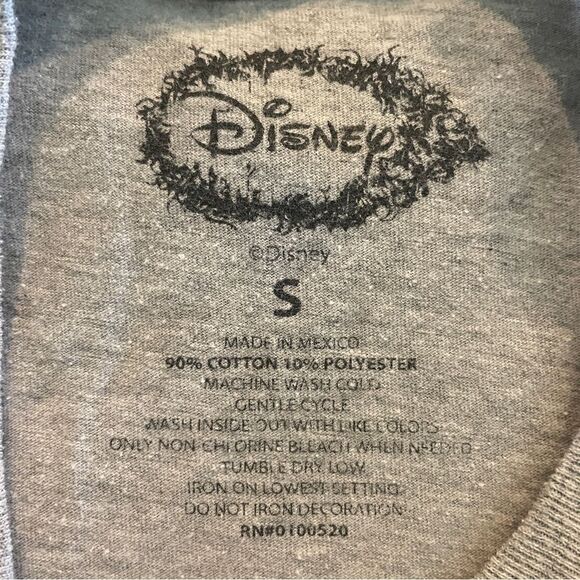 Disney
©Disney
S
MADE IN MEXICO
90% COTTON 10% POLYESTER
MACHINE WASH COLD
GENTLE CYCLE
WASH INSIDE OUT WITH LIKE COLORS
ONLY NON-CHLORINE BLEACH WHEN NEEDED
TUMBLE DRY LOW
IRON ON LOWEST SETTING
DO NOT IRON DECORATION
RN#0100520